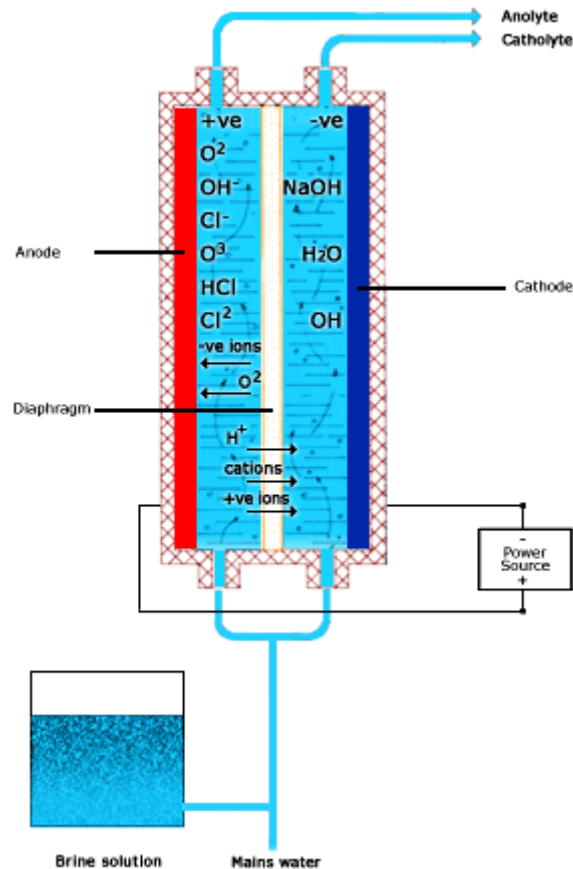 Anolyte
Catholyte
+ve
-ve
O²
OH⁻
NaOH
Cl⁻
O³
H₂O
Anode
HCl
Cathode
Cl²
OH
-ve ions
O²
Diaphragm
H⁺
cations
+ve ions
-
Power
Source
+
Brine solution
Mains water